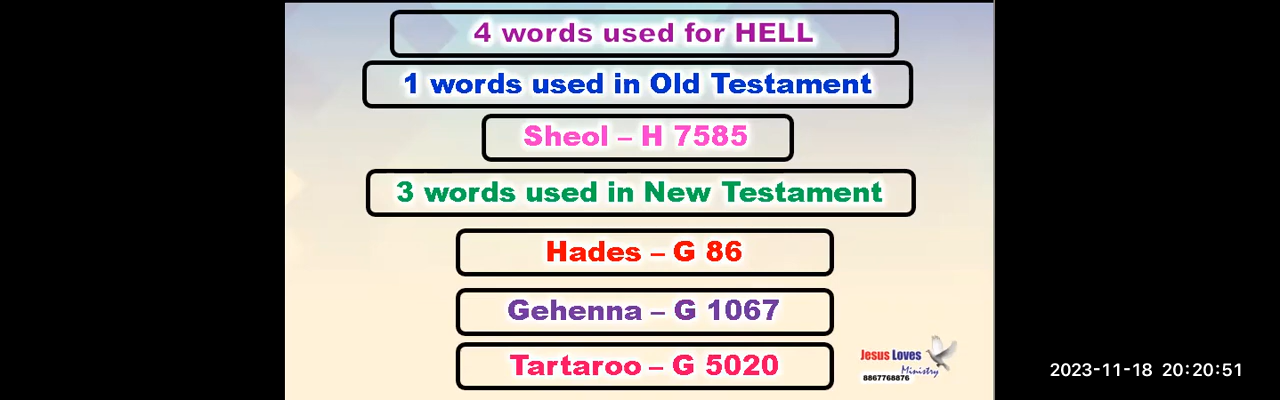 4 words used for HELL
1 words used in Old Testament
Sheol – H 7585
3 words used in New Testament
Hades – G 86
Gehenna – G 1067
Tartaroo – G 5020
Jesus Loves
Ministry
8867768876
2023-11-18 20:20:51